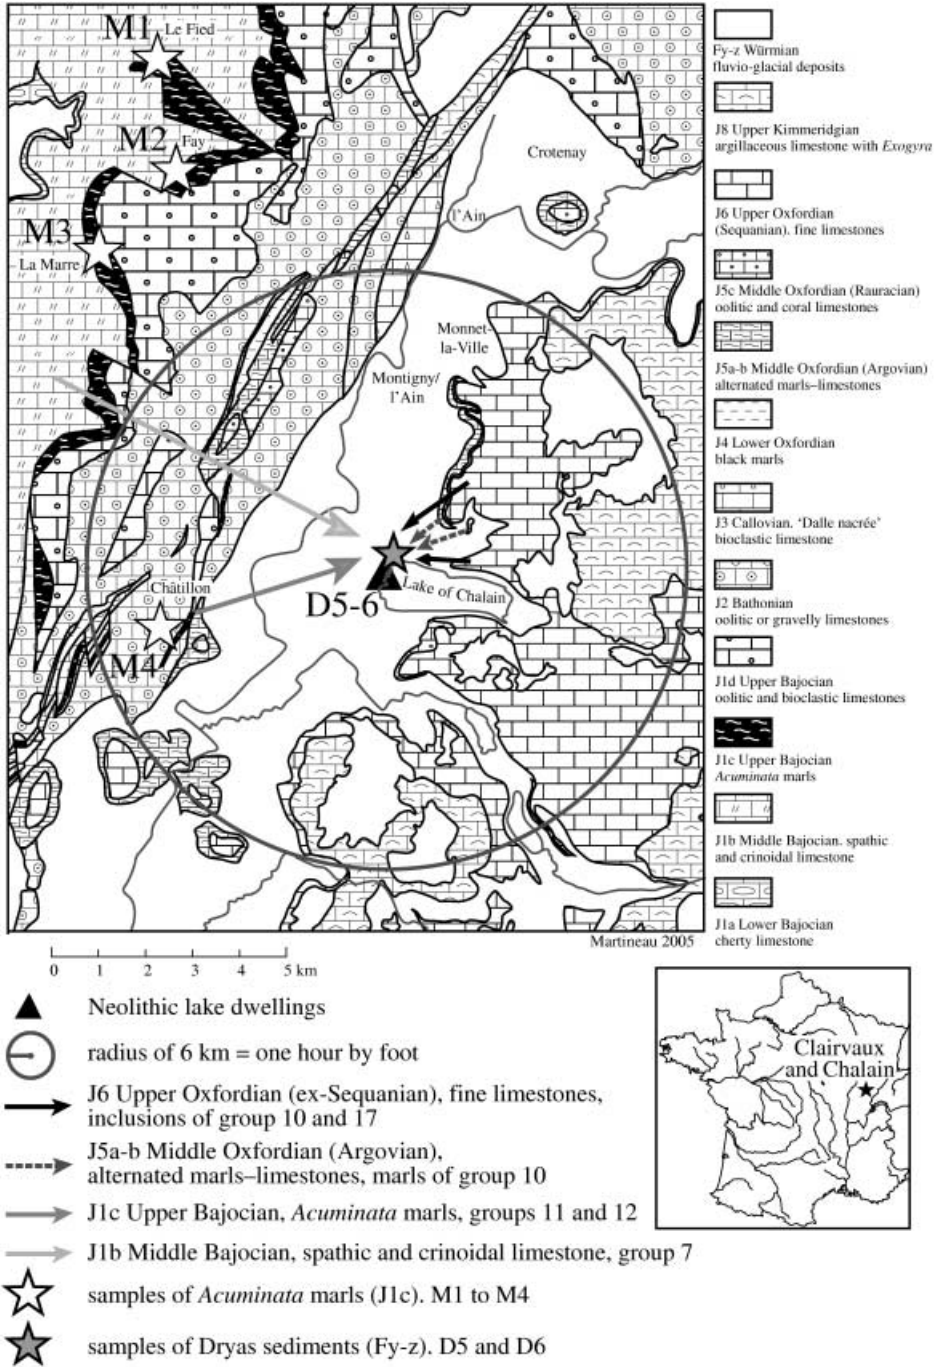 M1
Le Fied
M2
Fay
M3
La Marre
Crotenay
l'Ain
Monnet-
la-Ville
Montigny/
l'Ain
Lake of Chalain
D5-6
Châtillon
M4
Martineau 2005
Fy-z Würmian
fluvio-glacial deposits
J8 Upper Kimmeridgian
argillaceous limestone with Exogyra
J6 Upper Oxfordian
(Sequanian). fine limestones
J5c Middle Oxfordian (Rauracian)
oolitic and coral limestones
J5a-b Middle Oxfordian (Argovian)
alternated marls–limestones
J4 Lower Oxfordian
black marls
J3 Callovian. ‘Dalle nacrée’
bioclastic limestone
J2 Bathonian
oolitic or gravelly limestones
J1d Upper Bajocian
oolitic and bioclastic limestones
J1c Upper Bajocian
Acuminata marls
J1b Middle Bajocian. spathic
and crinoidal limestone
J1a Lower Bajocian
cherty limestone
0 1 2 3 4 5 km
Neolithic lake dwellings
radius of 6 km = one hour by foot
J6 Upper Oxfordian (ex-Sequanian), fine limestones,
inclusions of group 10 and 17
J5a-b Middle Oxfordian (Argovian),
alternated marls–limestones, marls of group 10
J1c Upper Bajocian, Acuminata marls, groups 11 and 12
J1b Middle Bajocian, spathic and crinoidal limestone, group 7
samples of Acuminata marls (J1c). M1 to M4
samples of Dryas sediments (Fy-z). D5 and D6
Clairvaux
and Chalain